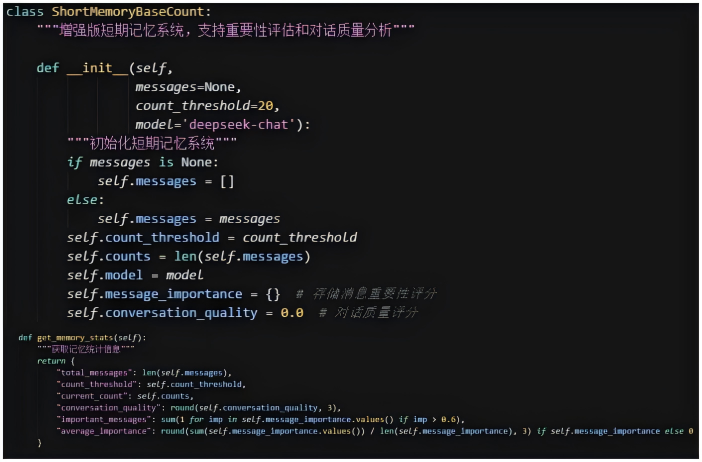 class ShortMemoryBaseCount:
    """增强版短期记忆系统，支持重要性评估和对话质量分析"""

    def __init__(self,
                 messages=None,
                 count_threshold=20,
                 model='deepseek-chat'):
        """初始化短期记忆系统"""
        if messages is None:
            self.messages = []
        else:
            self.messages = messages
        self.count_threshold = count_threshold
        self.counts = len(self.messages)
        self.model = model
        self.message_importance = {}  # 存储消息重要性评分
        self.conversation_quality = 0.0  # 对话质量评分
    def get_memory_stats(self):
        """获取记忆统计信息"""
        return {
            "total_messages": len(self.messages),
            "count_threshold": self.count_threshold,
            "current_count": self.counts,
            "conversation_quality": round(self.conversation_quality, 3),
            "important_messages": sum(1 for imp in self.message_importance.values() if imp > 0.6),
            "average_importance": round(sum(self.message_importance.values()) / len(self.message_importance), 3) if self.message_importance else 0
        }